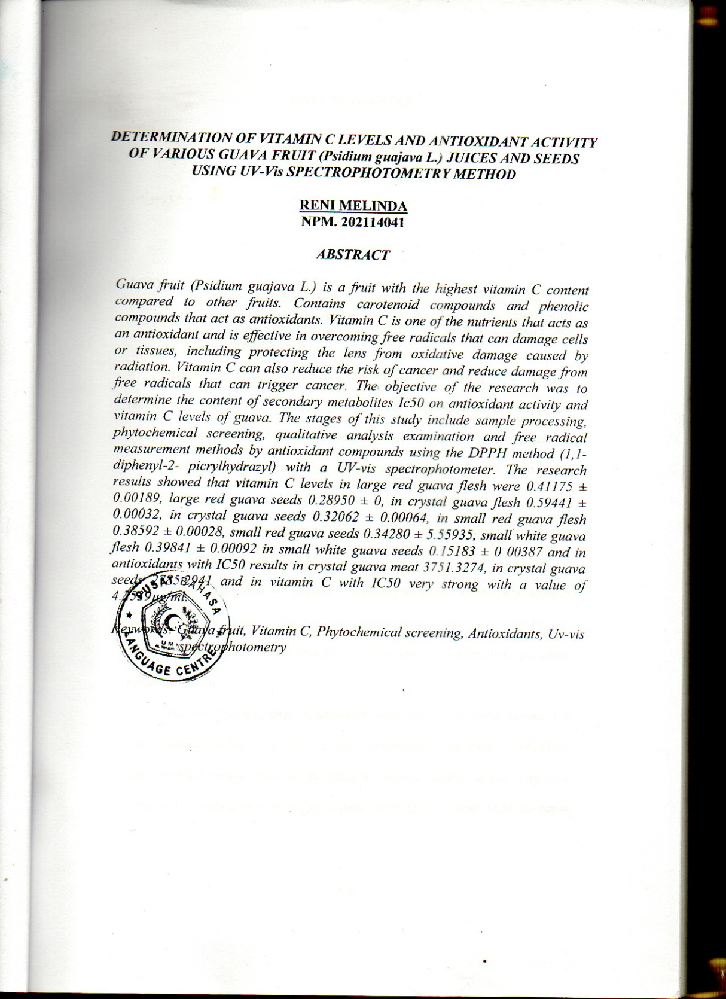 DETERMINATION OF VITAMIN C LEVELS AND ANTIOXIDANT ACTIVITY
OF VARIOUS GUAVA FRUIT (Psidium guajava L.) JUICES AND SEEDS
USING UV-Vis SPECTROPHOTOMETRY METHOD
RENI MELINDA
NPM. 202114041
ABSTRACT
Guava fruit (Psidium guajava L.) is a fruit with the highest vitamin C content
compared to other fruits. Contains carotenoid compounds and phenolic
compounds that act as antioxidants. Vitamin C is one of the nutrients that acts as
an antioxidant and is effective in overcoming free radicals that can damage cells
or tissues, including protecting the lens from oxidative damage caused by
radiation. Vitamin C can also reduce the risk of cancer and reduce damage from
free radicals that can trigger cancer. The objective of the research was to
determine the content of secondary metabolites Ic50 on antioxidant activity and
vitamin C levels of guava. The stages of this study include sample processing,
phytochemical screening, qualitative analysis examination and free radical
measurement methods by antioxidant compounds using the DPPH method (1,1-
diphenyl-2- picrylhydrazyl) with a UV-vis spectrophotometer. The research
results showed that vitamin C levels in large red guava flesh were 0.41175 ±
0.00189, large red guava seeds 0.28950 ± 0, in crystal guava flesh 0.59441 ±
0.00032, in crystal guava seeds 0.32062 ± 0.00064, in small red guava flesh
0.38592 ± 0.00028, small red guava seeds 0.34280 ± 5.55935, small white guava
flesh 0.39841 ± 0.00092 in small white guava seeds 0.15183 ± 0 00387 and in
antioxidants with IC50 results in crystal guava meat 3751.3274, in crystal guava
seeds and in vitamin C with IC50 very strong with a value of
µg/ml.
Keywords: Guava fruit, Vitamin C, Phytochemical screening, Antioxidants, Uv-vis
spectrophotometry
PUSAT BAHASA
UMN
LANGUAGE CENTRE